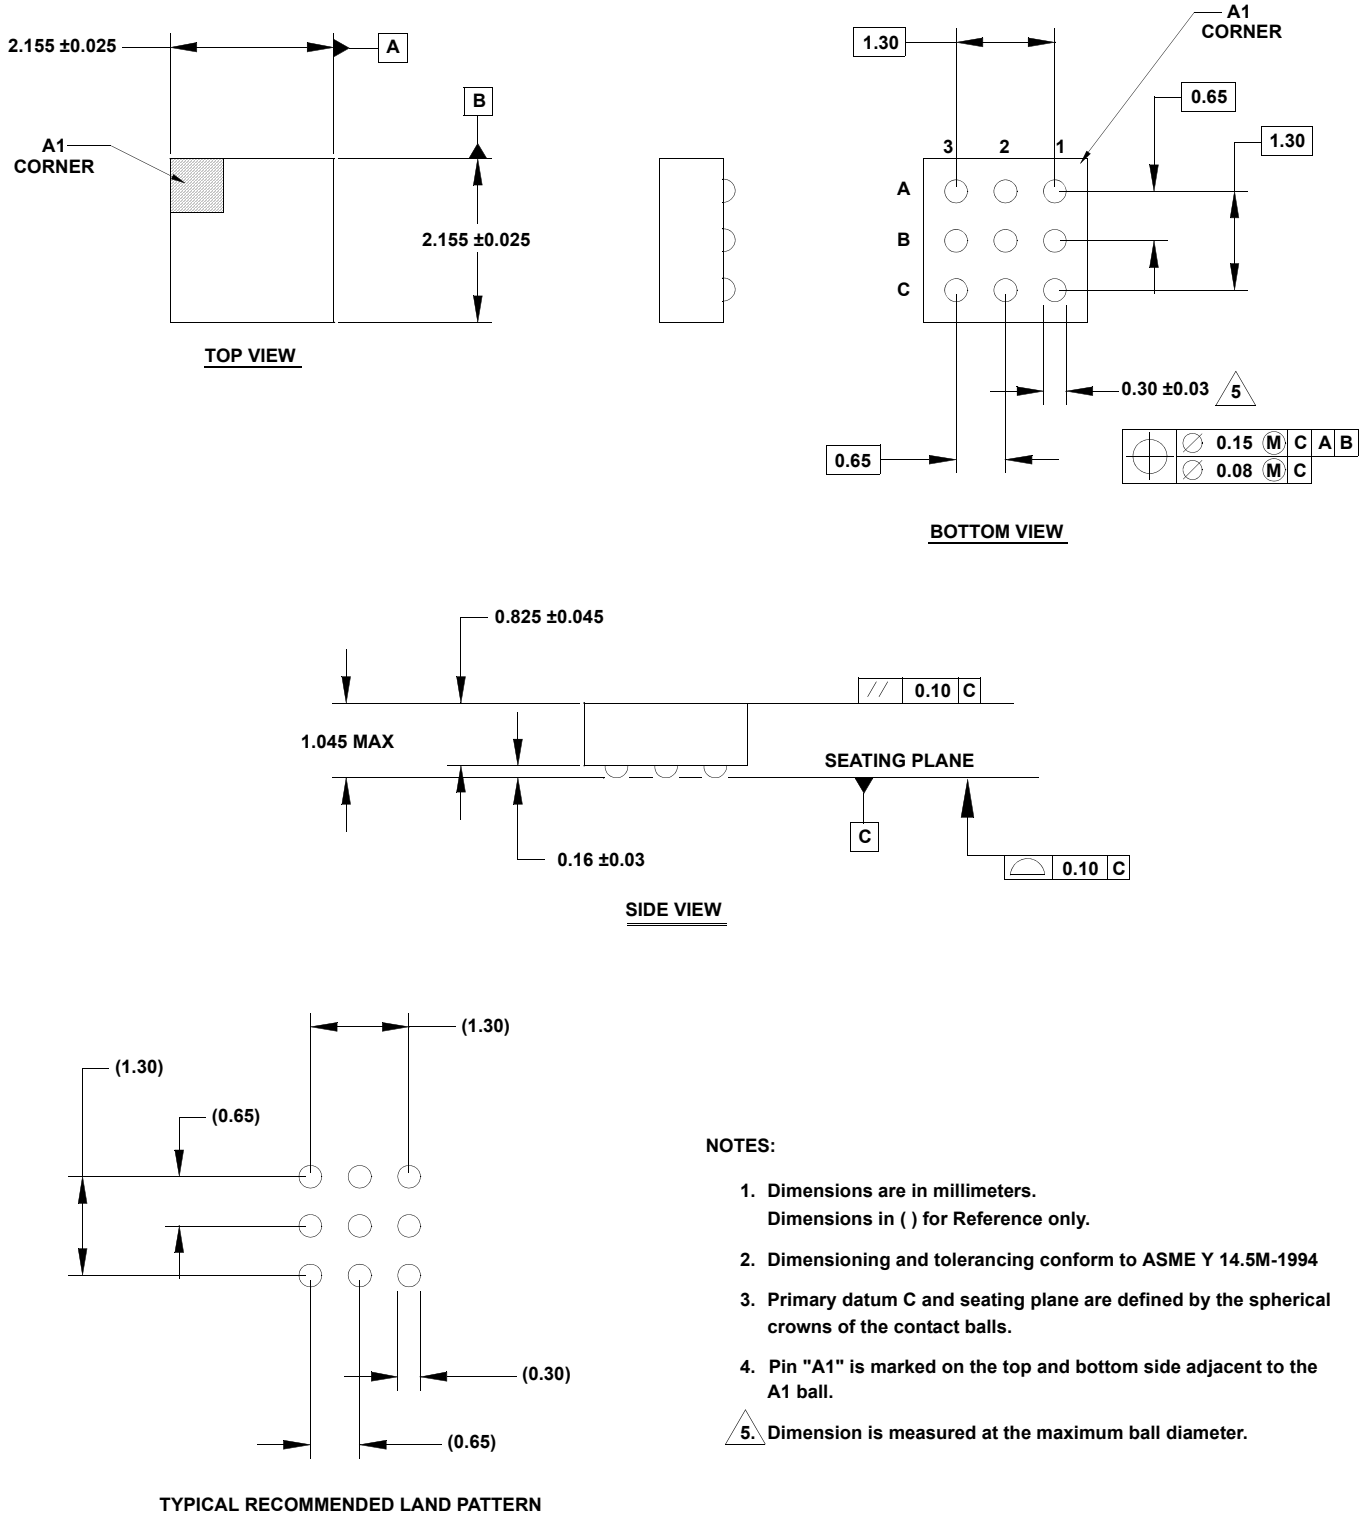 2.155 ±0.025
A
B
A1
CORNER
2.155 ±0.025
TOP VIEW
A1
CORNER
1.30
0.65
1.30
3 2 1
A
B
C
0.30 ±0.03 5
0.65
⌀ 0.15 Ⓜ C A B
⌀ 0.08 Ⓜ C
BOTTOM VIEW
0.825 ±0.045
// 0.10 C
1.045 MAX
SEATING PLANE
C
0.16 ±0.03
0.10 C
SIDE VIEW
(1.30)
(1.30)
(0.65)
(0.30)
(0.65)
TYPICAL RECOMMENDED LAND PATTERN
NOTES:
1. Dimensions are in millimeters.
Dimensions in ( ) for Reference only.
2. Dimensioning and tolerancing conform to ASME Y 14.5M-1994
3. Primary datum C and seating plane are defined by the spherical
crowns of the contact balls.
4. Pin "A1" is marked on the top and bottom side adjacent to the
A1 ball.
5. Dimension is measured at the maximum ball diameter.